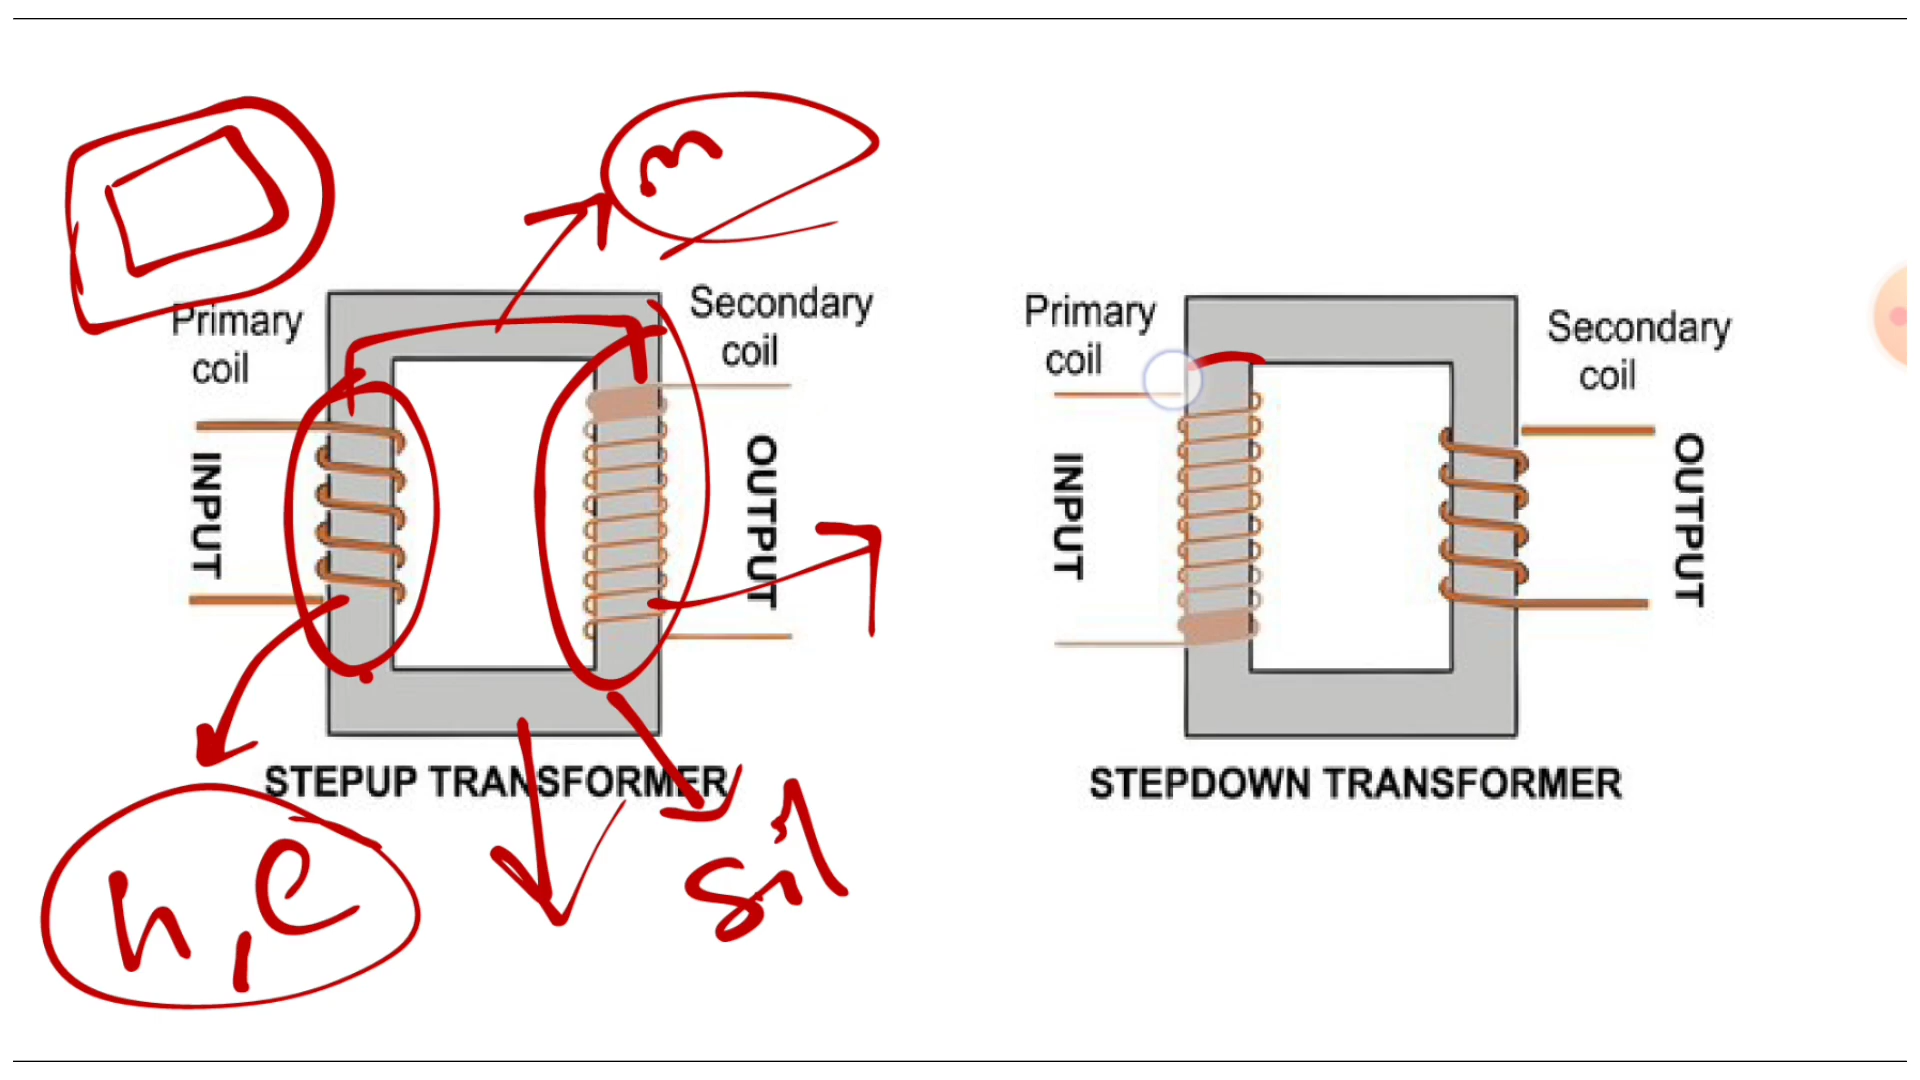 m
Primary
coil
Secondary
coil
INPUT
OUTPUT
STEPUP TRANSFORMER
h, e
Primary
coil
Secondary
coil
INPUT
OUTPUT
STEPDOWN TRANSFORMER